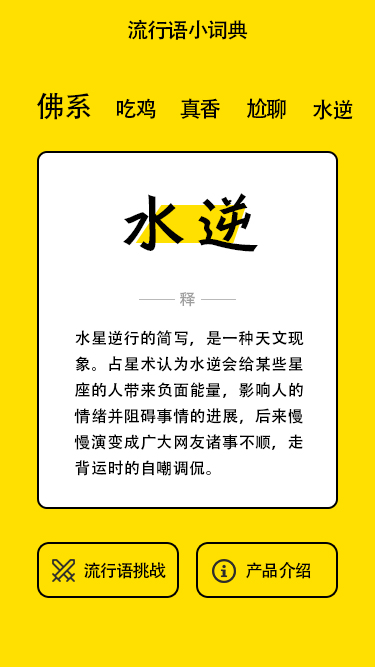 流行语小词典
佛系 吃鸡 真香 尬聊 水逆
水逆
释
水星逆行的简写，是一种天文现
象。占星术认为水逆会给某些星
座的人带来负面能量，影响人的
情绪并阻碍事情的进展，后来慢
慢演变成广大网友诸事不顺，走
背运时的自嘲调侃。
流行语挑战 产品介绍